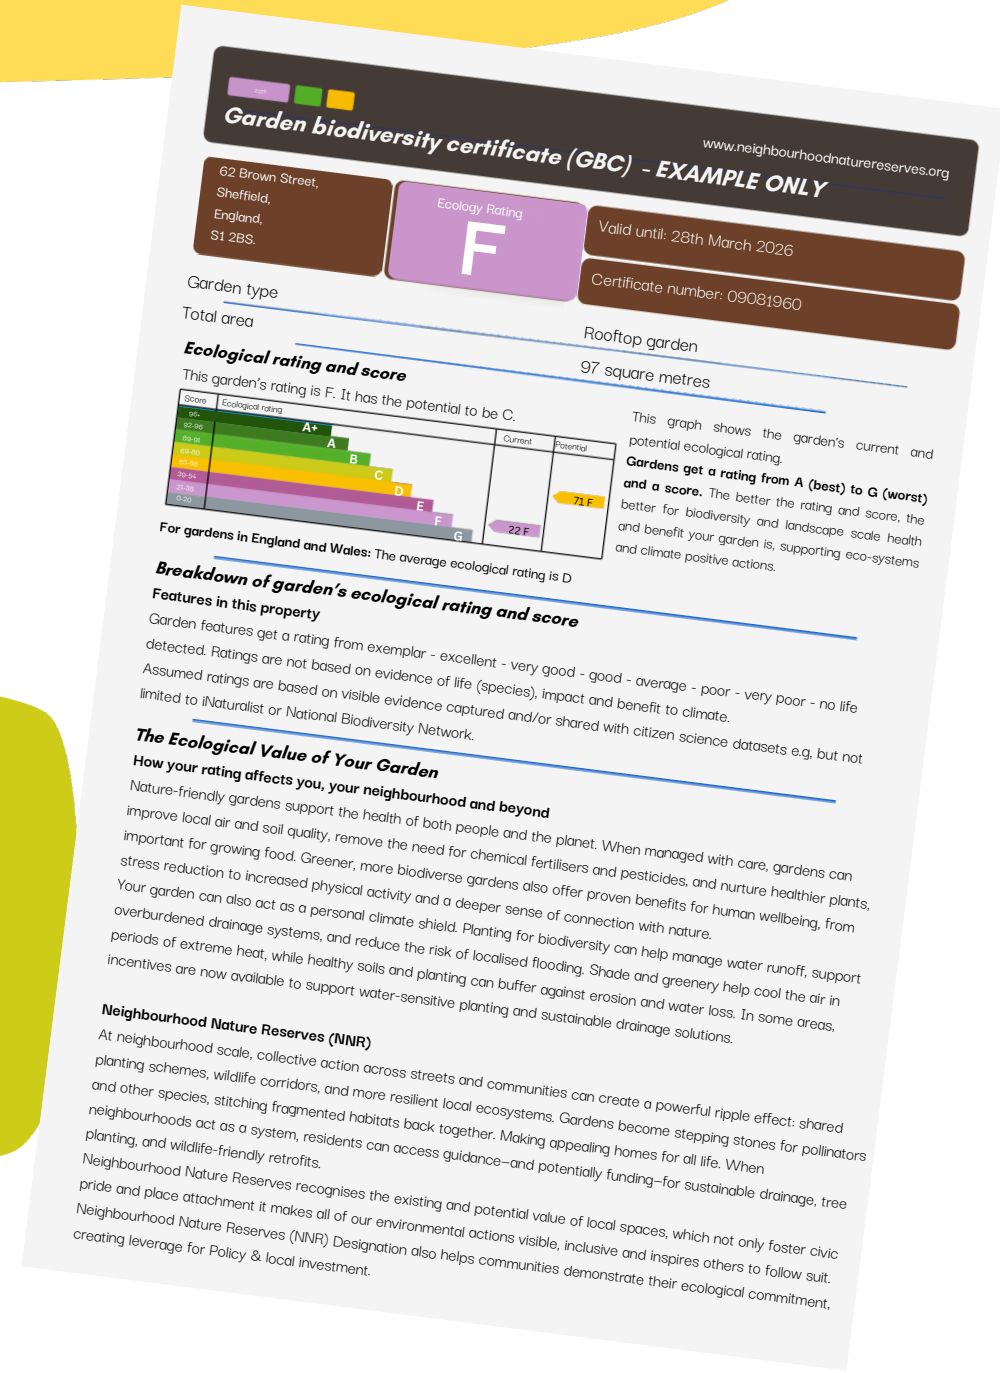 Garden biodiversity certificate (GBC) - EXAMPLE ONLY
www.neighbourhoodnaturereserves.org
62 Brown Street,
Sheffield,
England,
S1 2BS.
Ecology Rating
F
Valid until: 28th March 2026
Certificate number: 09081960
Garden type
Rooftop garden
Total area
97 square metres
Ecological rating and score
This garden's rating is F. It has the potential to be C.
Score
Ecological rating
Current
Potential
96+
A+
92-96
A
89-91
B
69-80
C
55-68
D
39-54
E
21-38
F
0-20
G
22 F
71 F
This graph shows the garden's current and
potential ecological rating.
Gardens get a rating from A (best) to G (worst)
and a score. The better the rating and score, the
better for biodiversity and landscape scale health
and benefit your garden is, supporting eco-systems
and climate positive actions.
For gardens in England and Wales: The average ecological rating is D
Breakdown of garden's ecological rating and score
Features in this property
Garden features get a rating from exemplar - excellent - very good - good - average - poor - very poor - no life
detected. Ratings are not based on evidence of life (species), impact and benefit to climate.
Assumed ratings are based on visible evidence captured and/or shared with citizen science datasets e.g, but not
limited to iNaturalist or National Biodiversity Network.
The Ecological Value of Your Garden
How your rating affects you, your neighbourhood and beyond
Nature-friendly gardens support the health of both people and the planet. When managed with care, gardens can
improve local air and soil quality, remove the need for chemical fertilisers and pesticides, and nurture healthier plants,
important for growing food. Greener, more biodiverse gardens also offer proven benefits for human wellbeing, from
stress reduction to increased physical activity and a deeper sense of connection with nature.
Your garden can also act as a personal climate shield. Planting for biodiversity can help manage water runoff, support
overburdened drainage systems, and reduce the risk of localised flooding. Shade and greenery help cool the air in
periods of extreme heat, while healthy soils and planting can buffer against erosion and water loss. In some areas,
incentives are now available to support water-sensitive planting and sustainable drainage solutions.
Neighbourhood Nature Reserves (NNR)
At neighbourhood scale, collective action across streets and communities can create a powerful ripple effect: shared
planting schemes, wildlife corridors, and more resilient local ecosystems. Gardens become stepping stones for pollinators
and other species, stitching fragmented habitats back together. Making appealing homes for all life. When
neighbourhoods act as a system, residents can access guidance—and potentially funding—for sustainable drainage, tree
planting, and wildlife-friendly retrofits.
Neighbourhood Nature Reserves recognises the existing and potential value of local spaces, which not only foster civic
pride and place attachment it makes all of our environmental actions visible, inclusive and inspires others to follow suit.
Neighbourhood Nature Reserves (NNR) Designation also helps communities demonstrate their ecological commitment,
creating leverage for Policy & local investment.